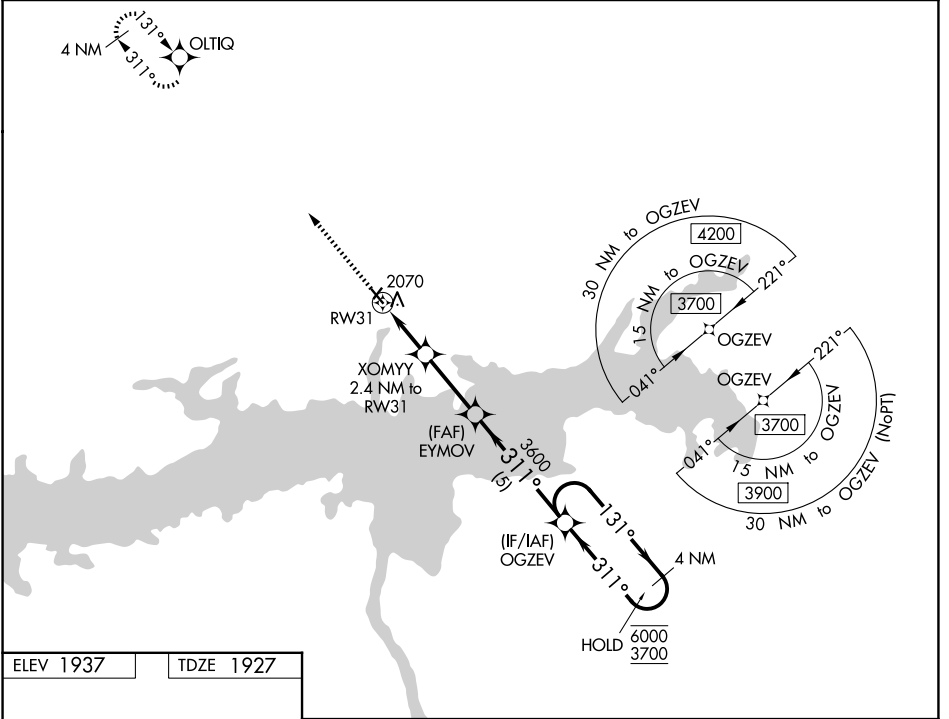 131°
4 NM
OLTIQ
311°
30 NM to OGZEV
4200
15 NM to OGZEV
221°
3700
2070
RW31
OGZEV
041°
XOMYY
2.4 NM to
RW31
221°
OGZEV
(FAF)
EYMOV
3700
041°
15 NM to OGZEV
3900
30 NM to OGZEV (NoPT)
3600
311°
(5)
131°
(IF/IAF)
OGZEV
4 NM
311°
HOLD
6000
3700
ELEV 1937
TDZE 1927